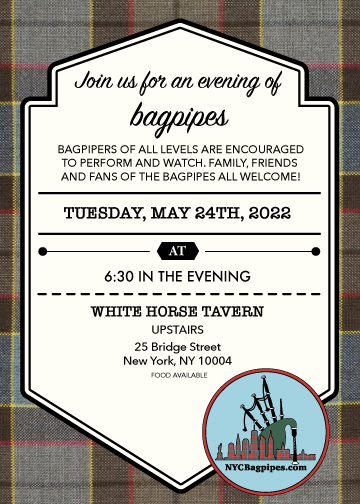 Join us for an evening of
bagpipes
BAGPIPERS OF ALL LEVELS ARE ENCOURAGED
TO PERFORM AND WATCH. FAMILY, FRIENDS
AND FANS OF THE BAGPIPES ALL WELCOME!
TUESDAY, MAY 24TH, 2022
AT
6:30 IN THE EVENING
WHITE HORSE TAVERN
UPSTAIRS
25 Bridge Street
New York, NY 10004
FOOD AVAILABLE
NYCBagpipes.com